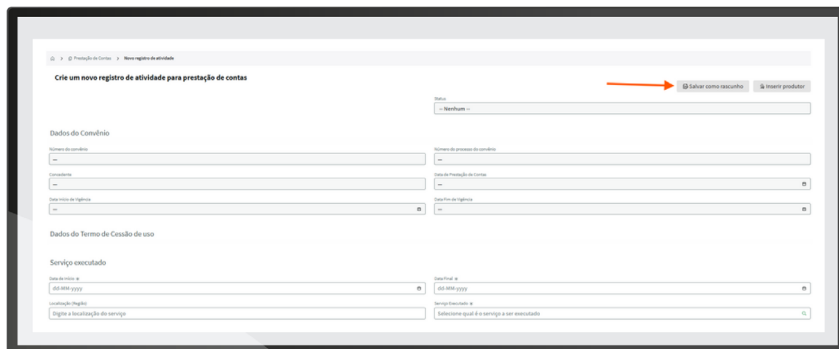 Prestação de Contas > Novo registro de atividade
Crie um novo registro de atividade para prestação de contas
Salvar como rascunho Inserir produtor
Status
-- Nenhum --
Dados do Convênio
Número do convênio Número do processo do convênio
--- ---
Concedente Data da Prestação de Contas
--- ---
Data Início de Vigência Data Fim de Vigência
--- ---
Dados do Termo de Cessão de uso
Serviço executado
Data de Início Data Final
dd-MM-yyyy dd-MM-yyyy
Localização (Região) Serviço Executado
Digite a localização de serviço Selecione qual é o serviço a ser executado